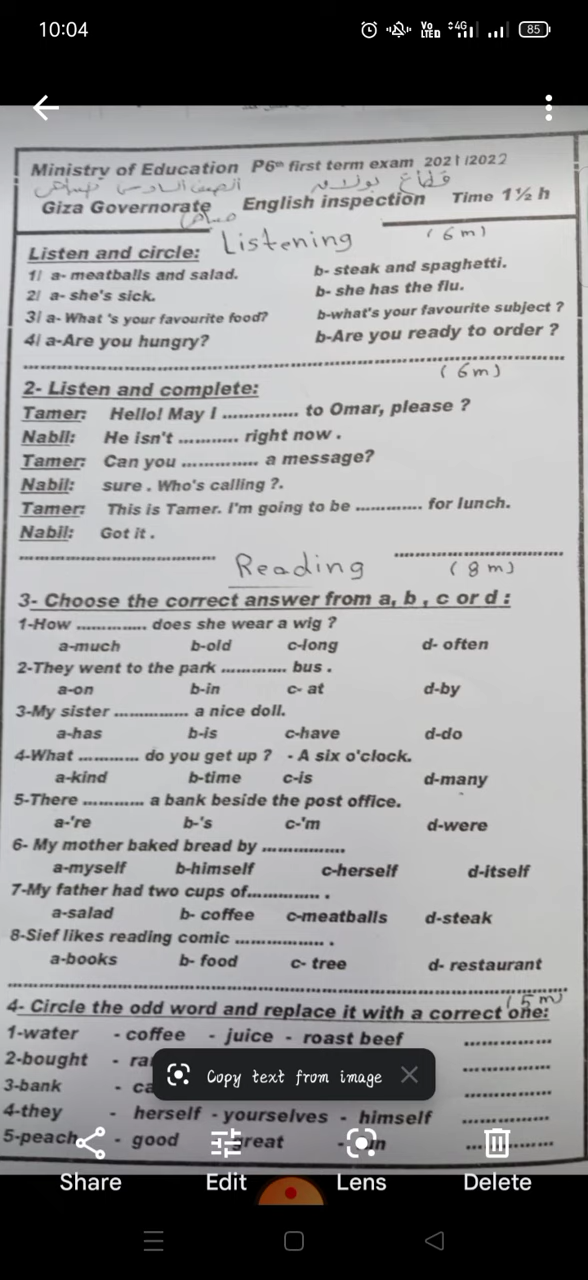 10:04
Vo LTED 4G 85
Ministry of Education P6th first term exam 2021/2022
Giza Governorate English inspection Time 1½ h
Listening (6m)
Listen and circle:
1/ a- meatballs and salad. b- steak and spaghetti.
2/ a- she's sick. b- she has the flu.
3/ a- What 's your favourite food? b-what's your favourite subject ?
4/ a-Are you hungry? b-Are you ready to order ?
(6m)
2- Listen and complete:
Tamer: Hello! May I .............. to Omar, please ?
Nabil: He isn't ........... right now .
Tamer: Can you .............. a message?
Nabil: sure . Who's calling ?.
Tamer: This is Tamer. I'm going to be ............ for lunch.
Nabil: Got it .
Reading (8m)
3- Choose the correct answer from a, b , c or d :
1-How ............. does she wear a wig ?
a-much b-old c-long d- often
2-They went to the park ............ bus .
a-on b-in c- at d-by
3-My sister .............. a nice doll.
a-has b-is c-have d-do
4-What ........... do you get up ? - A six o'clock.
a-kind b-time c-is d-many
5-There ........... a bank beside the post office.
a-'re b-'s c-'m d-were
6- My mother baked bread by ...............
a-myself b-himself c-herself d-itself
7-My father had two cups of............. .
a-salad b- coffee c-meatballs d-steak
8-Sief likes reading comic .................. .
a-books b- food c- tree d- restaurant
(5m)
4- Circle the odd word and replace it with a correct one:
1-water - coffee - juice - roast beef ................
2-bought - ................
3-bank - ................
4-they - herself - yourselves - himself ................
5-peach - good - great - ................
Copy text from image
Share Edit Lens Delete